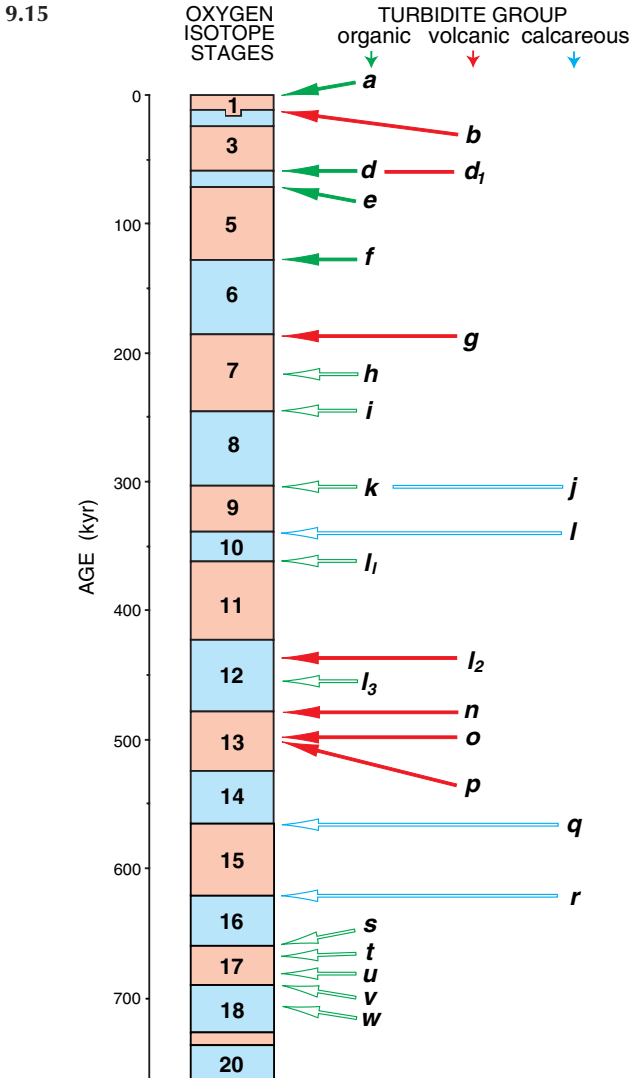 9.15
OXYGEN ISOTOPE STAGES
TURBIDITE GROUP
organic volcanic calcareous
a
0
1
b
3
d d1
e
100
5
f
6
g
200
7
h
i
8
300
k j
9
l
10
AGE (kyr)
ll
400
11
l2
12
l3
n
500
13
o
p
14
q
15
600
r
16
s
t
17
u
700
v
18
w
20